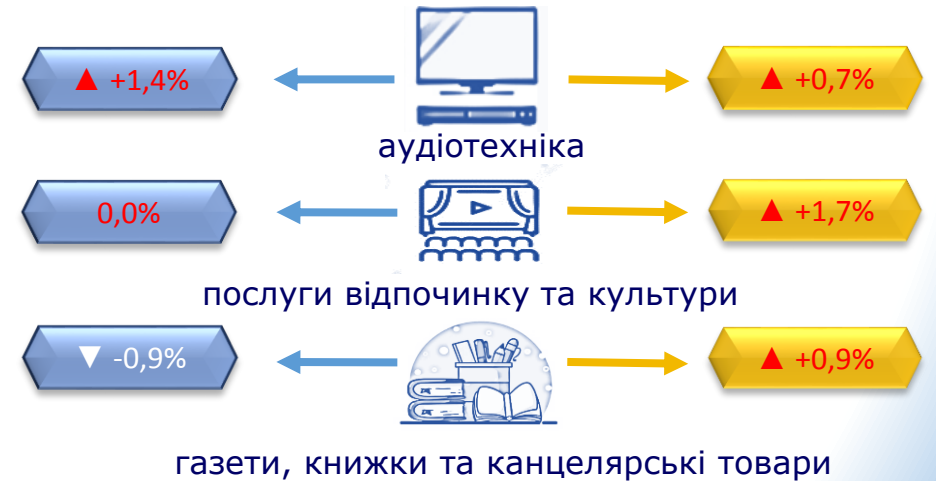 ▲ +1,4%
▲ +0,7%
аудіотехніка
0,0%
▲ +1,7%
послуги відпочинку та культури
▼ -0,9%
▲ +0,9%
газети, книжки та канцелярські товари